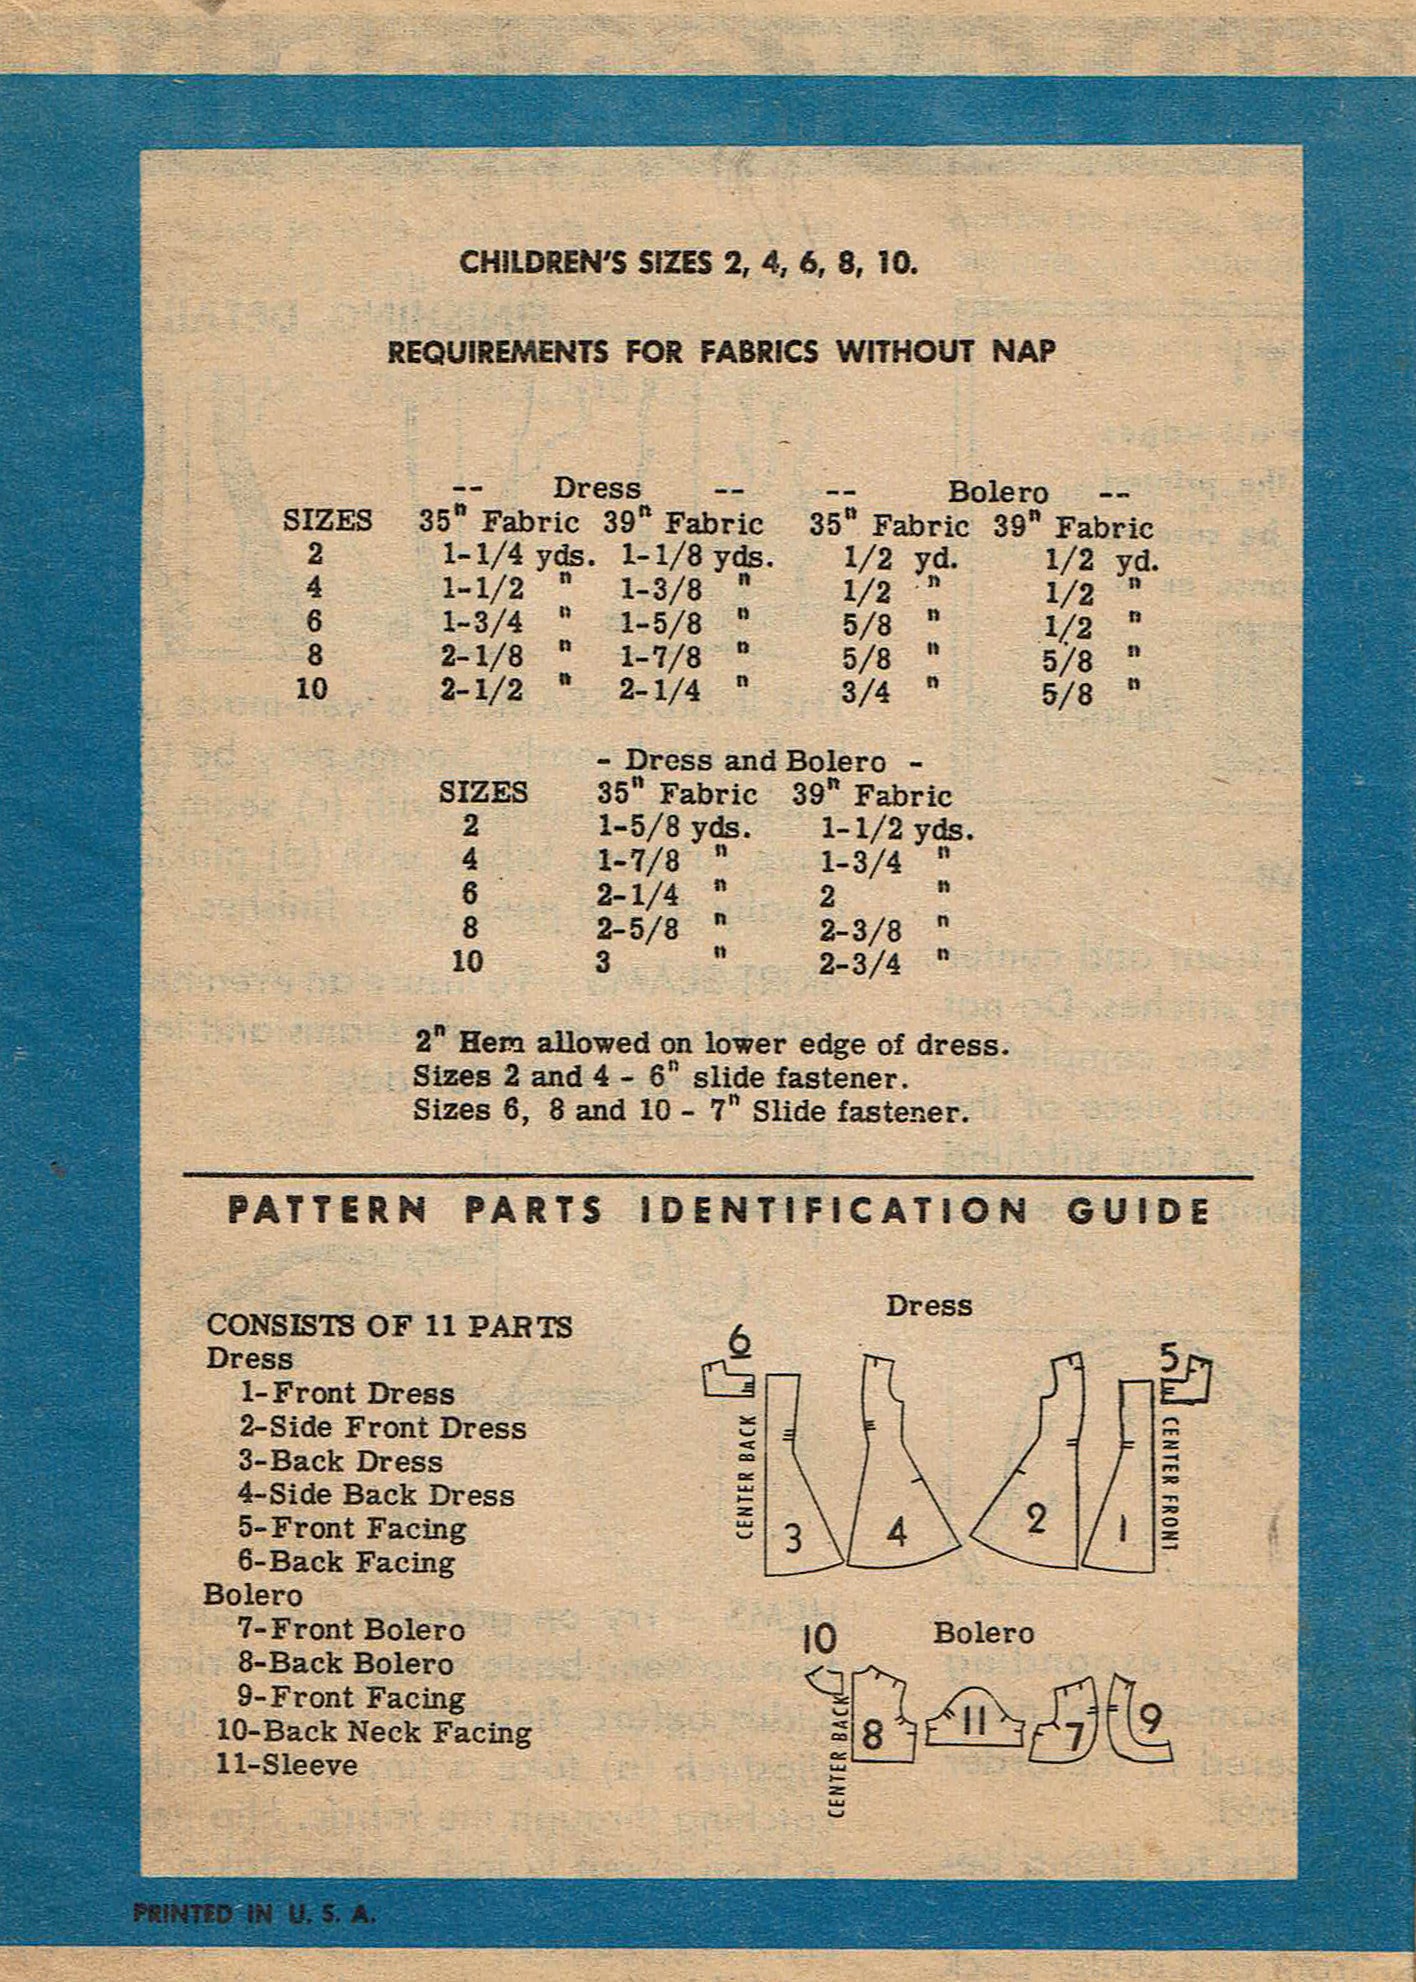 CHILDREN'S SIZES 2, 4, 6, 8, 10.
REQUIREMENTS FOR FABRICS WITHOUT NAP
-- Dress -- -- Bolero --
SIZES 35" Fabric 39" Fabric 35" Fabric 39" Fabric
2 1-1/4 yds. 1-1/8 yds. 1/2 yd. 1/2 yd.
4 1-1/2 " 1-3/8 " 1/2 " 1/2 "
6 1-3/4 " 1-5/8 " 5/8 " 1/2 "
8 2-1/8 " 1-7/8 " 5/8 " 5/8 "
10 2-1/2 " 2-1/4 " 3/4 " 5/8 "
- Dress and Bolero -
SIZES 35" Fabric 39" Fabric
2 1-5/8 yds. 1-1/2 yds.
4 1-7/8 " 1-3/4 "
6 2-1/4 " 2 "
8 2-5/8 " 2-3/8 "
10 3 " 2-3/4 "
2" Hem allowed on lower edge of dress.
Sizes 2 and 4 - 6" slide fastener.
Sizes 6, 8 and 10 - 7" Slide fastener.
PATTERN PARTS IDENTIFICATION GUIDE
CONSISTS OF 11 PARTS
Dress
1-Front Dress
2-Side Front Dress
3-Back Dress
4-Side Back Dress
5-Front Facing
6-Back Facing
Bolero
7-Front Bolero
8-Back Bolero
9-Front Facing
10-Back Neck Facing
11-Sleeve
Dress
6
5
CENTER BACK
CENTER FRONT
3 4 2 1
10
Bolero
CENTER BACK
8 11 7 9
PRINTED IN U. S. A.